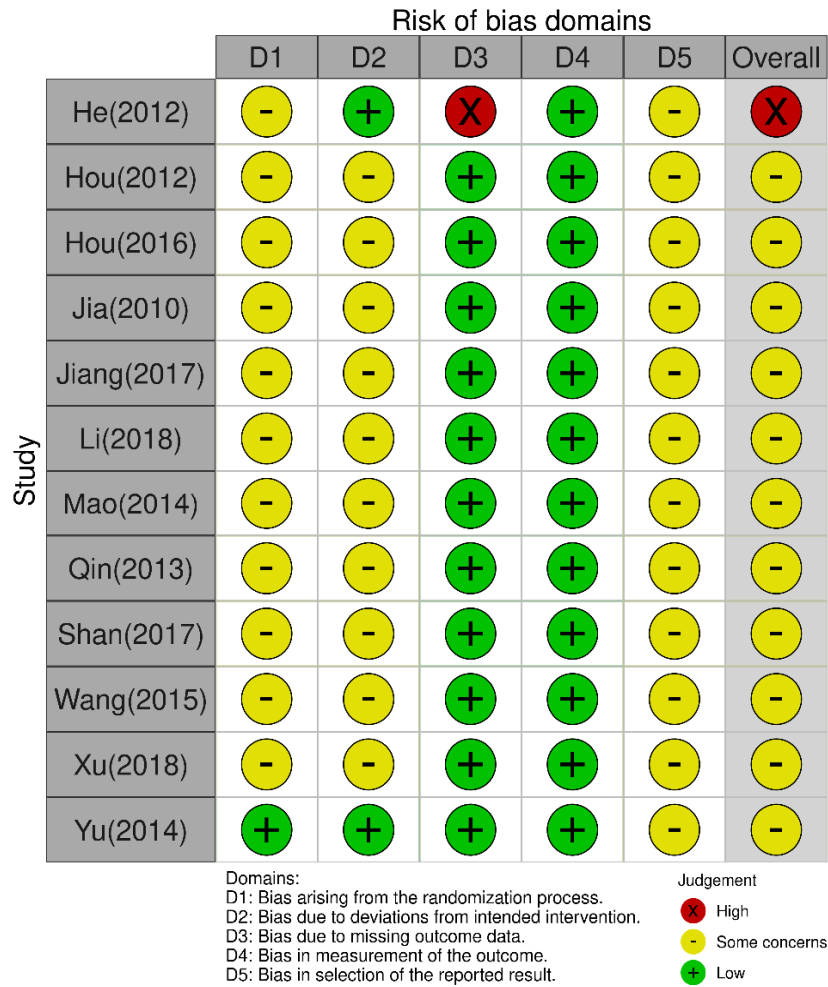 Risk of bias domains
D1 D2 D3 D4 D5 Overall
Study
He(2012) - + X + - X
Hou(2012) - - + + - -
Hou(2016) - - + + - -
Jia(2010) - - + + - -
Jiang(2017) - - + + - -
Li(2018) - - + + - -
Mao(2014) - - + + - -
Qin(2013) - - + + - -
Shan(2017) - - + + - -
Wang(2015) - - + + - -
Xu(2018) - - + + - -
Yu(2014) + + + + - -
Domains:
D1: Bias arising from the randomization process.
D2: Bias due to deviations from intended intervention.
D3: Bias due to missing outcome data.
D4: Bias in measurement of the outcome.
D5: Bias in selection of the reported result.
Judgement
X High
- Some concerns
+ Low